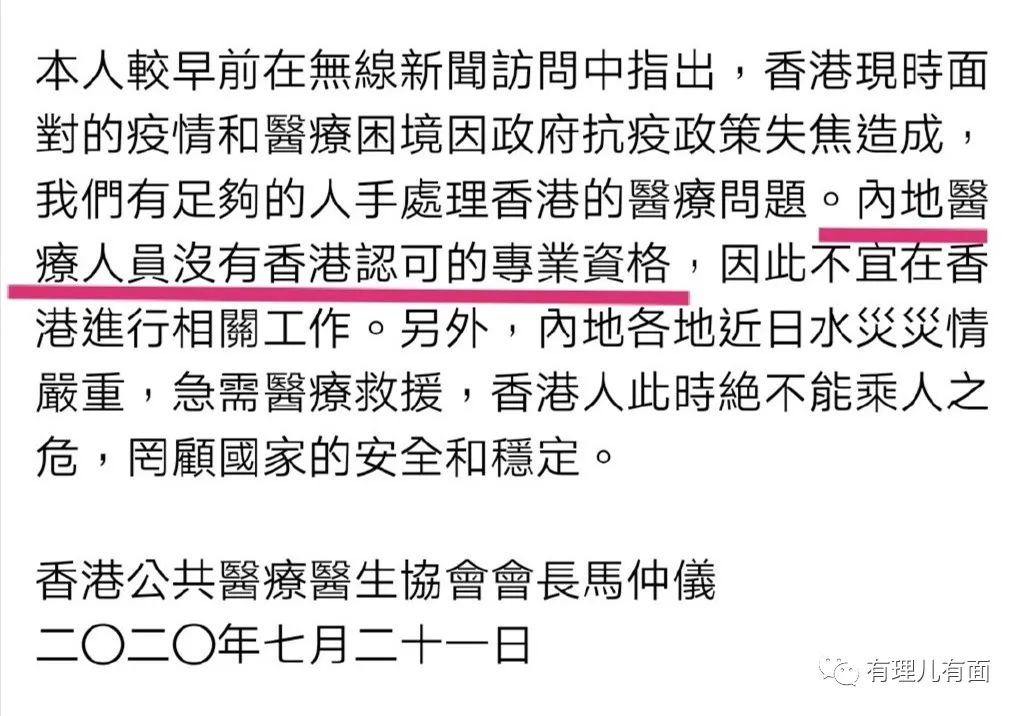 本人較早前在無線新聞訪問中指出，香港現時面
對的疫情和醫療困境因政府抗疫政策失焦造成，
我們有足夠的人手處理香港的醫療問題。內地醫
療人員沒有香港認可的專業資格，因此不宜在香
港進行相關工作。另外，內地各地近日水災災情
嚴重，急需醫療救援，香港人此時絕不能乘人之
危，罔顧國家的安全和穩定。
香港公共醫療醫生協會會長馬仲儀
二〇二〇年七月二十一日
有理儿有面